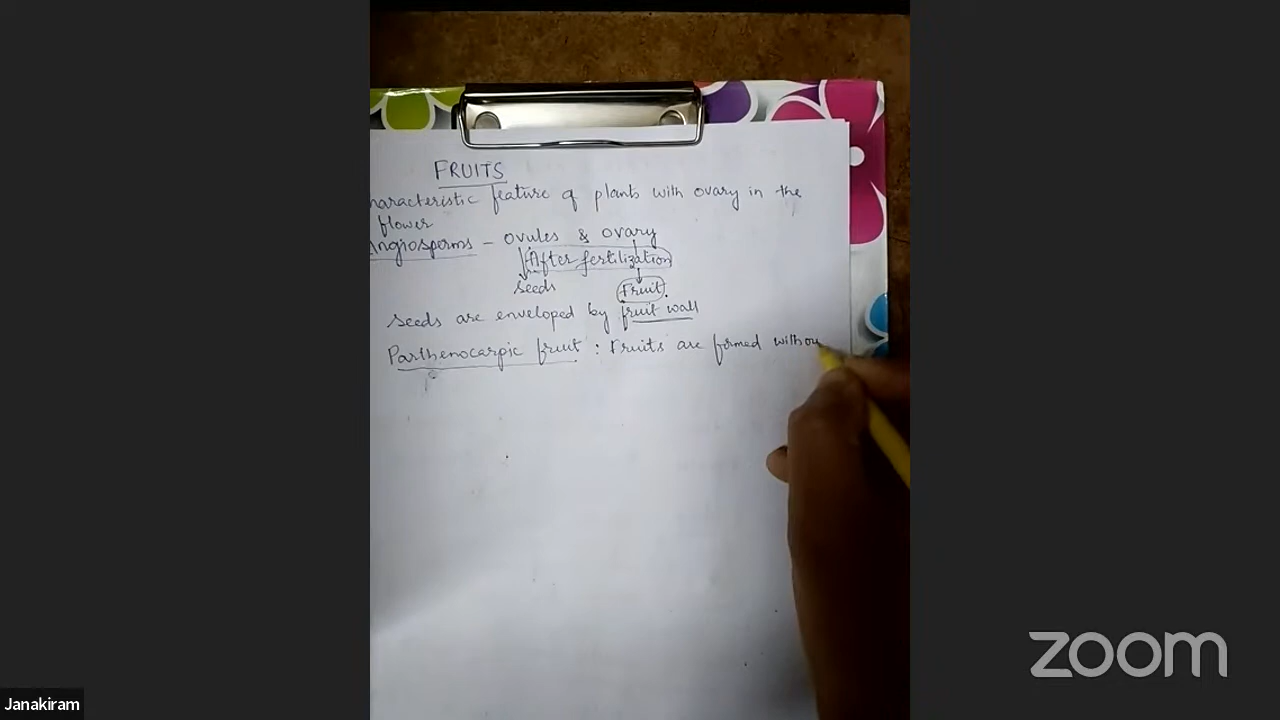 FRUITS
haracteristic feature of plants with ovary in the
flower
Angiosperms - ovules & ovary
After fertilization
seeds
Fruit.
seeds are enveloped by fruit wall
Parthenocarpic fruit : Fruits are formed withou
zoom
Janakiram